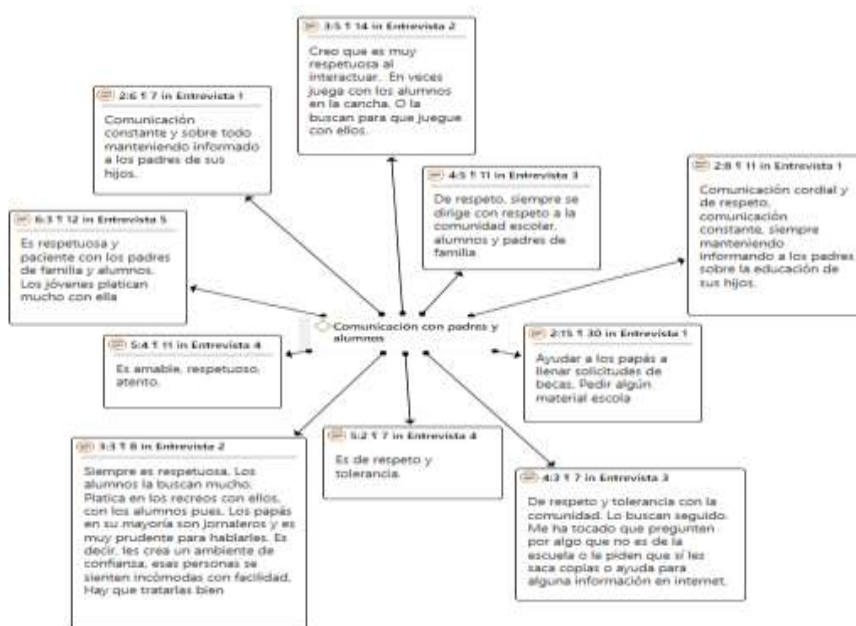 3:5 ¶ 14 in Entrevista 2
Creo que es muy
respetuosa al
interactuar. En veces
juega con los alumnos
en la cancha. O la
buscan para que juegue
con ellos.
2:6 ¶ 7 in Entrevista 1
Comunicación
constante y sobre todo
manteniendo informado
a los padres de sus
hijos.
4:5 ¶ 11 in Entrevista 3
De respeto, siempre se
dirige con respeto a la
comunidad escolar,
alumnos y padres de
familia
2:8 ¶ 11 in Entrevista 1
Comunicación cordial y
de respeto,
comunicación
constante, siempre
manteniendo
informando a los padres
sobre la educación de
sus hijos.
6:3 ¶ 12 in Entrevista 5
Es respetuosa y
paciente con los padres
de familia y alumnos.
Los jóvenes platican
mucho con ella
Comunicación con padres y
alumnos
5:4 ¶ 11 in Entrevista 4
Es amable, respetuoso,
atento.
2:15 ¶ 30 in Entrevista 1
Ayudar a los papás a
llenar solicitudes de
becas. Pedir algún
material escola
3:3 ¶ 8 in Entrevista 2
Siempre es respetuosa. Los
alumnos la buscan mucho.
Platica en los recreos con ellos,
con los alumnos pues. Los papás
en su mayoría son jornaleros y es
muy prudente para hablarles. Es
decir, les crea un ambiente de
confianza, esas personas se
sienten incómodas con facilidad.
Hay que tratarlas bien
5:2 ¶ 7 in Entrevista 4
Es de respeto y
tolerancia.
4:3 ¶ 7 in Entrevista 3
De respeto y tolerancia con la
comunidad. Lo buscan seguido.
Me ha tocado que pregunten
por algo que no es de la
escuela o le piden que sí les
saca copias o ayuda para
alguna información en internet.